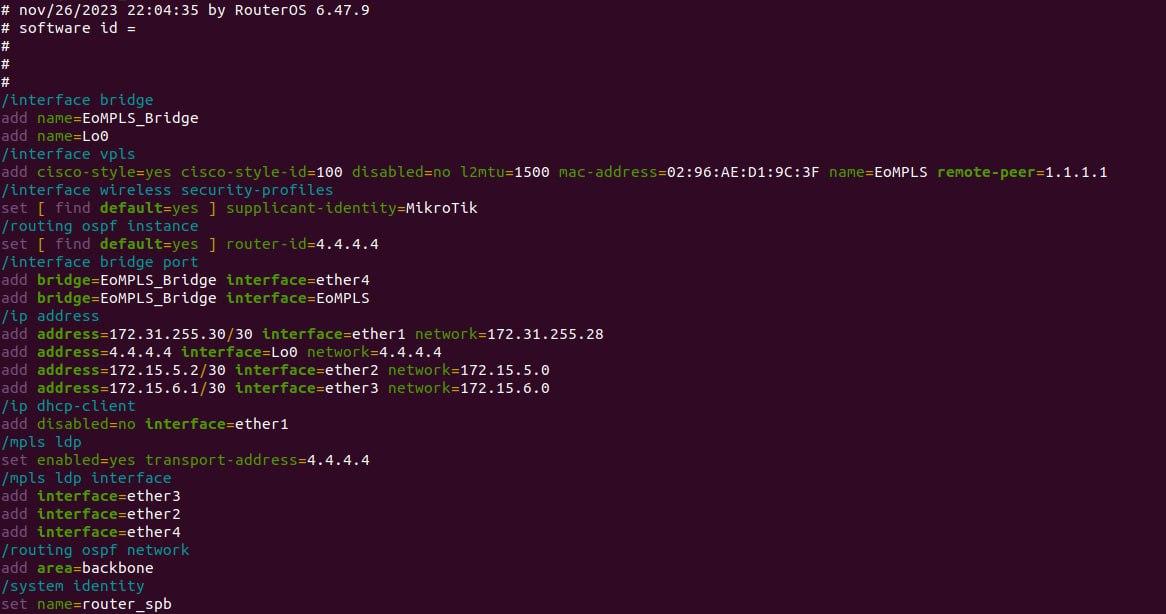 # nov/26/2023 22:04:35 by RouterOS 6.47.9
# software id =
#
#
#
/interface bridge
add name=EoMPLS_Bridge
add name=Lo0
/interface vpls
add cisco-style=yes cisco-style-id=100 disabled=no l2mtu=1500 mac-address=02:96:AE:D1:9C:3F name=EoMPLS remote-peer=1.1.1.1
/interface wireless security-profiles
set [ find default=yes ] supplicant-identity=MikroTik
/routing ospf instance
set [ find default=yes ] router-id=4.4.4.4
/interface bridge port
add bridge=EoMPLS_Bridge interface=ether4
add bridge=EoMPLS_Bridge interface=EoMPLS
/ip address
add address=172.31.255.30/30 interface=ether1 network=172.31.255.28
add address=4.4.4.4 interface=Lo0 network=4.4.4.4
add address=172.15.5.2/30 interface=ether2 network=172.15.5.0
add address=172.15.6.1/30 interface=ether3 network=172.15.6.0
/ip dhcp-client
add disabled=no interface=ether1
/mpls ldp
set enabled=yes transport-address=4.4.4.4
/mpls ldp interface
add interface=ether3
add interface=ether2
add interface=ether4
/routing ospf network
add area=backbone
/system identity
set name=router_spb